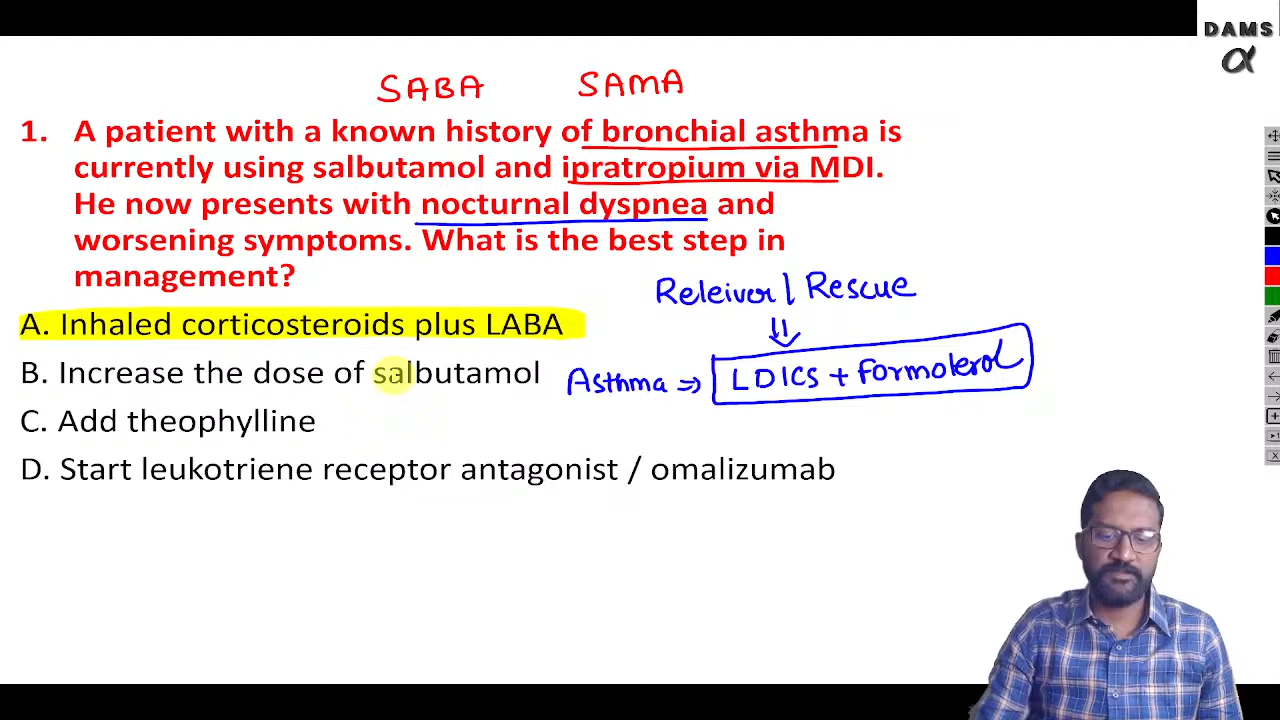 DAMS
α
SABA SAMA
1. A patient with a known history of bronchial asthma is
currently using salbutamol and ipratropium via MDI.
He now presents with nocturnal dyspnea and
worsening symptoms. What is the best step in
management?
Releiver / Rescue
A. Inhaled corticosteroids plus LABA
B. Increase the dose of salbutamol
Asthma ⇒ LDICS + Formoterol
C. Add theophylline
D. Start leukotriene receptor antagonist / omalizumab